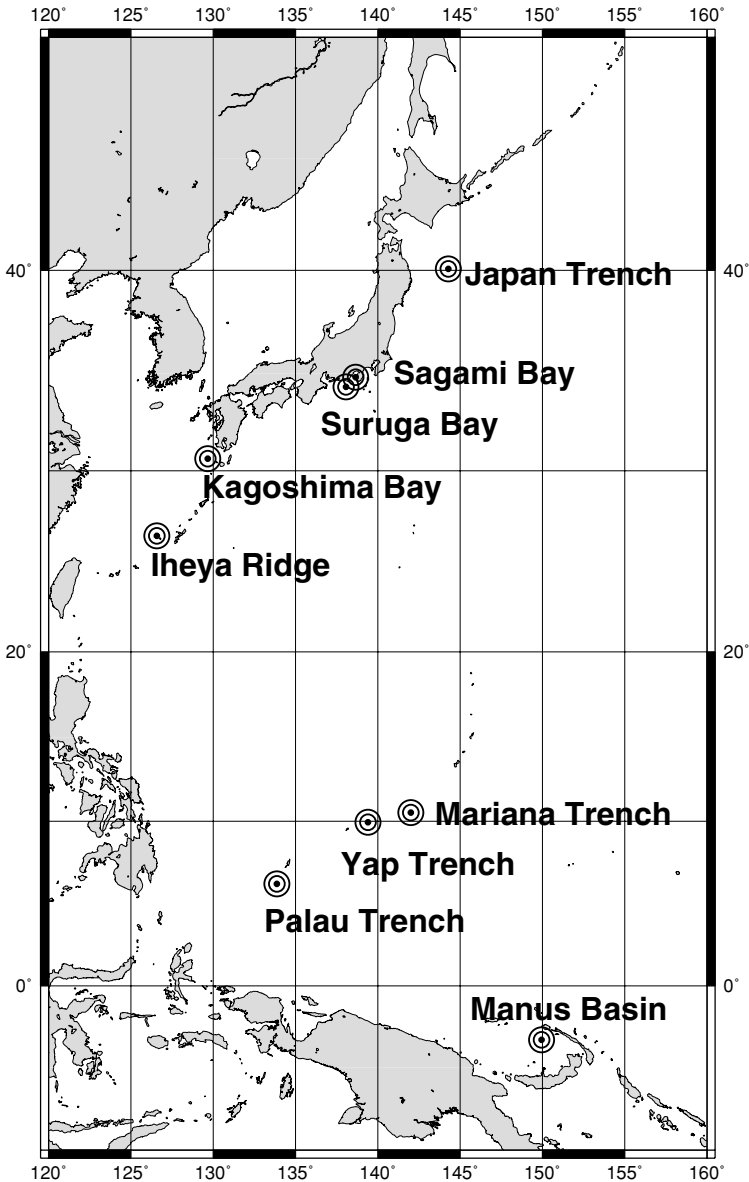 120° 125° 130° 135° 140° 145° 150° 155° 160°
40° 40°
Japan Trench
Sagami Bay
Suruga Bay
Kagoshima Bay
Iheya Ridge
20° 20°
Mariana Trench
Yap Trench
Palau Trench
0° 0°
Manus Basin
120° 125° 130° 135° 140° 145° 150° 155° 160°